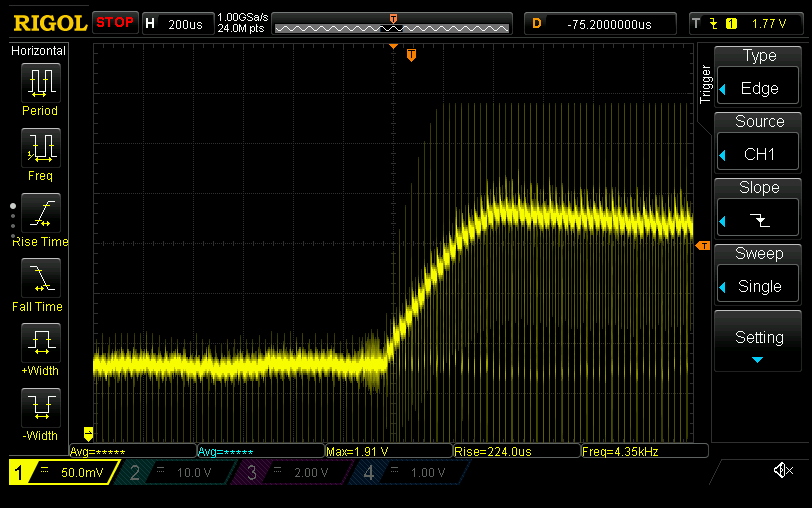 RIGOL STOP H 200us 1.00GSa/s 24.0M pts D -75.2000000us T 1 1.77 V
Horizontal
Period
Freq
Rise Time
Fall Time
+Width
-Width
T
T
T
Trigger
Type
Edge
Source
CH1
Slope
Sweep
Single
Setting
Avg=***** Avg=***** Max=1.91 V Rise=224.0us Freq=4.35kHz
1 50.0mV 2 10.0 V 3 2.00 V 4 1.00 V